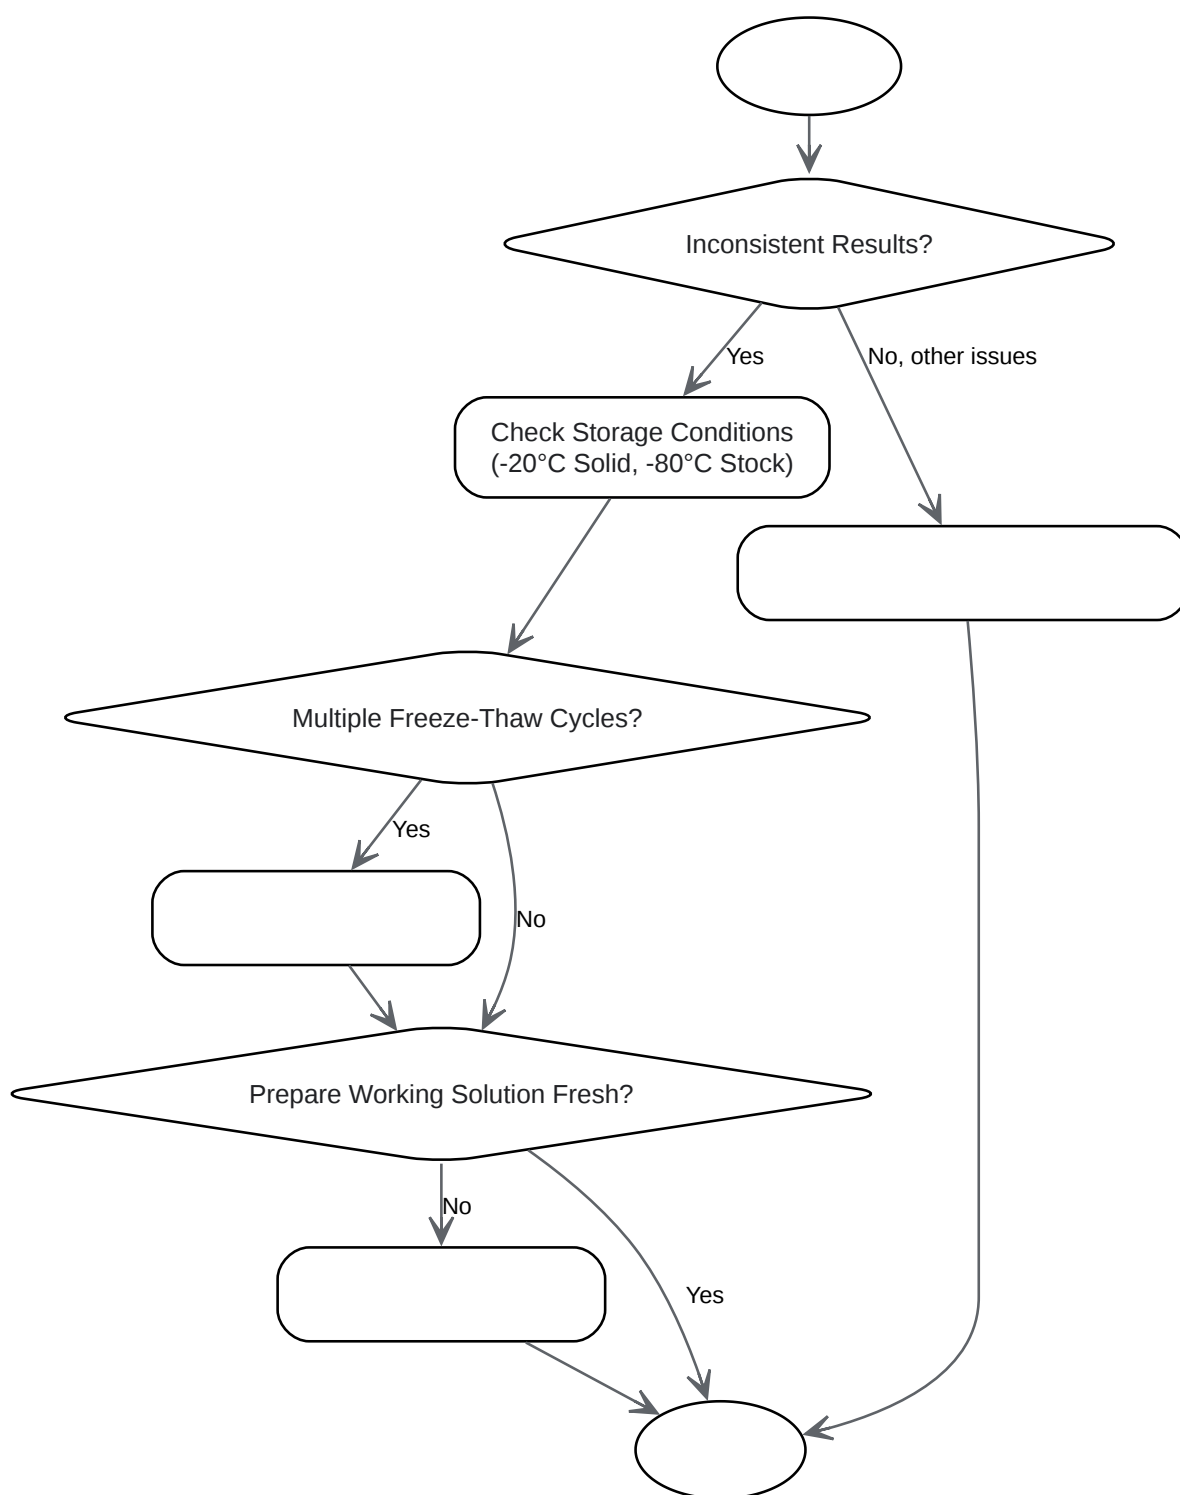 Inconsistent Results?
Yes
No, other issues
Check Storage Conditions
(-20°C Solid, -80°C Stock)
Multiple Freeze-Thaw Cycles?
Yes
No
Prepare Working Solution Fresh?
No
Yes